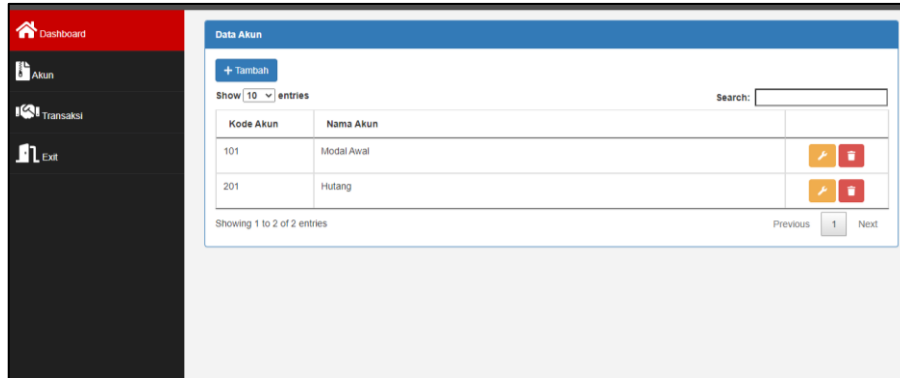 Dashboard
Akun
Transaksi
Exit
Data Akun
+ Tambah
Show 10 entries
Search:
Kode Akun Nama Akun
101 Modal Awal
201 Hutang
Showing 1 to 2 of 2 entries
Previous 1 Next